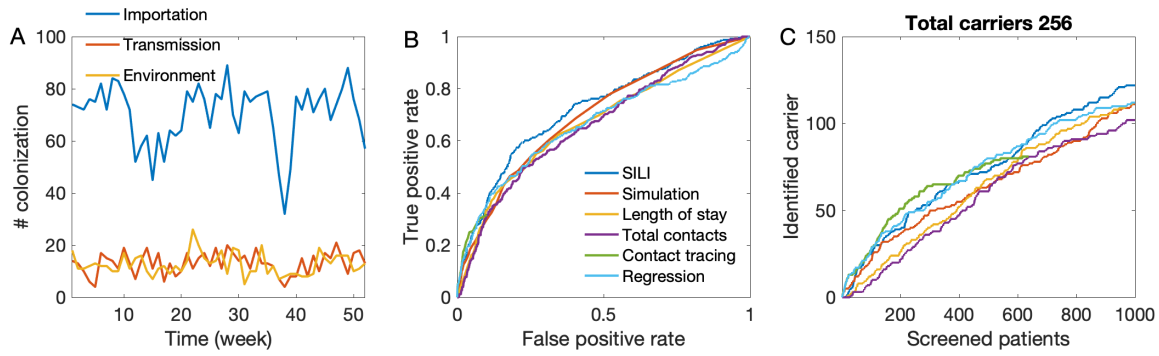 A
Importation
Transmission
Environment
100
80
60
40
20
0
# colonization
10
20
30
40
50
Time (week)
B
1
0.8
0.6
0.4
0.2
0
True positive rate
SILI
Simulation
Length of stay
Total contacts
Contact tracing
Regression
0
0.5
1
False positive rate
C
Total carriers 256
150
100
50
0
Identified carrier
200
400
600
800
1000
Screened patients